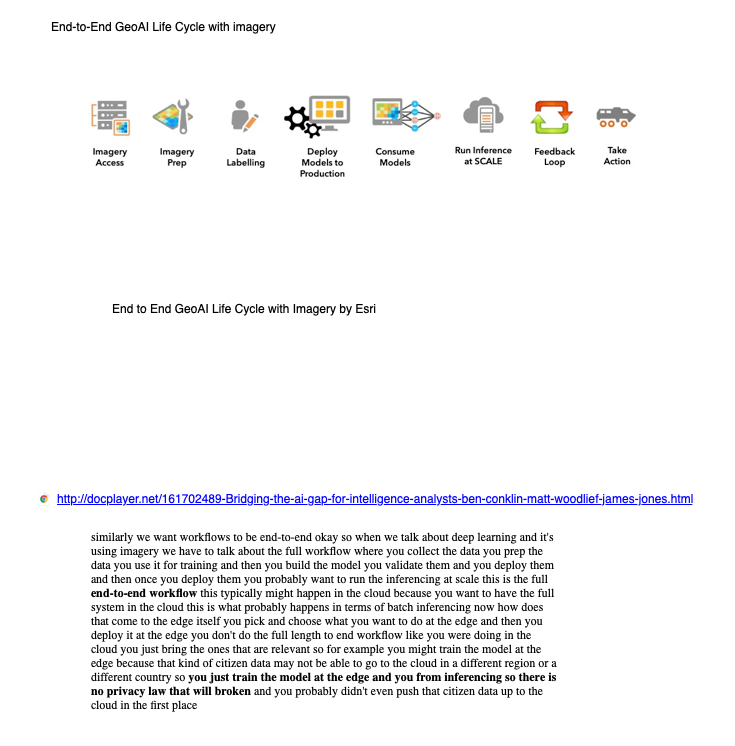 End-to-End GeoAI Life Cycle with imagery
Imagery Access
Imagery Prep
Data Labelling
Deploy Models to Production
Consume Models
Run Inference at SCALE
Feedback Loop
Take Action
End to End GeoAI Life Cycle with Imagery by Esri
http://docplayer.net/161702489-Bridging-the-ai-gap-for-intelligence-analysts-ben-conklin-matt-woodlief-james-jones.html
similarly we want workflows to be end-to-end okay so when we talk about deep learning and it's
using imagery we have to talk about the full workflow where you collect the data you prep the
data you use it for training and then you build the model you validate them and you deploy them
and then once you deploy them you probably want to run the inferencing at scale this is the full
end-to-end workflow this typically might happen in the cloud because you want to have the full
system in the cloud this is what probably happens in terms of batch inferencing now how does
that come to the edge itself you pick and choose what you want to do at the edge and then you
deploy it at the edge you don't do the full length to end workflow like you were doing in the
cloud you just bring the ones that are relevant so for example you might train the model at the
edge because that kind of citizen data may not be able to go to the cloud in a different region or a
different country so you just train the model at the edge and you from inferencing so there is
no privacy law that will broken and you probably didn't even push that citizen data up to the
cloud in the first place